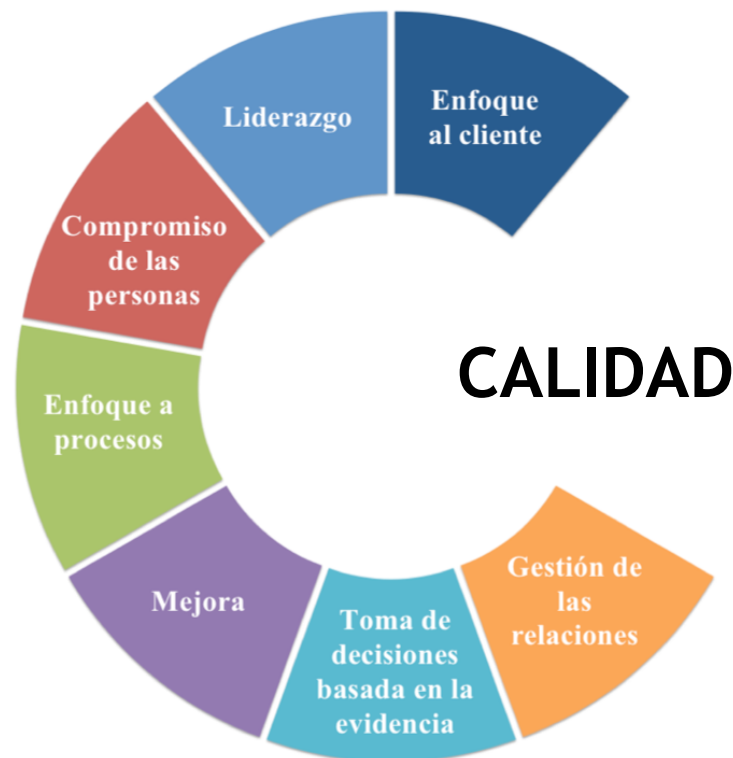 Enfoque
al cliente
Liderazgo
Compromiso
de las
personas
Enfoque a
procesos
Mejora
Toma de
decisiones
basada en la
evidencia
Gestión de
las
relaciones
CALIDAD